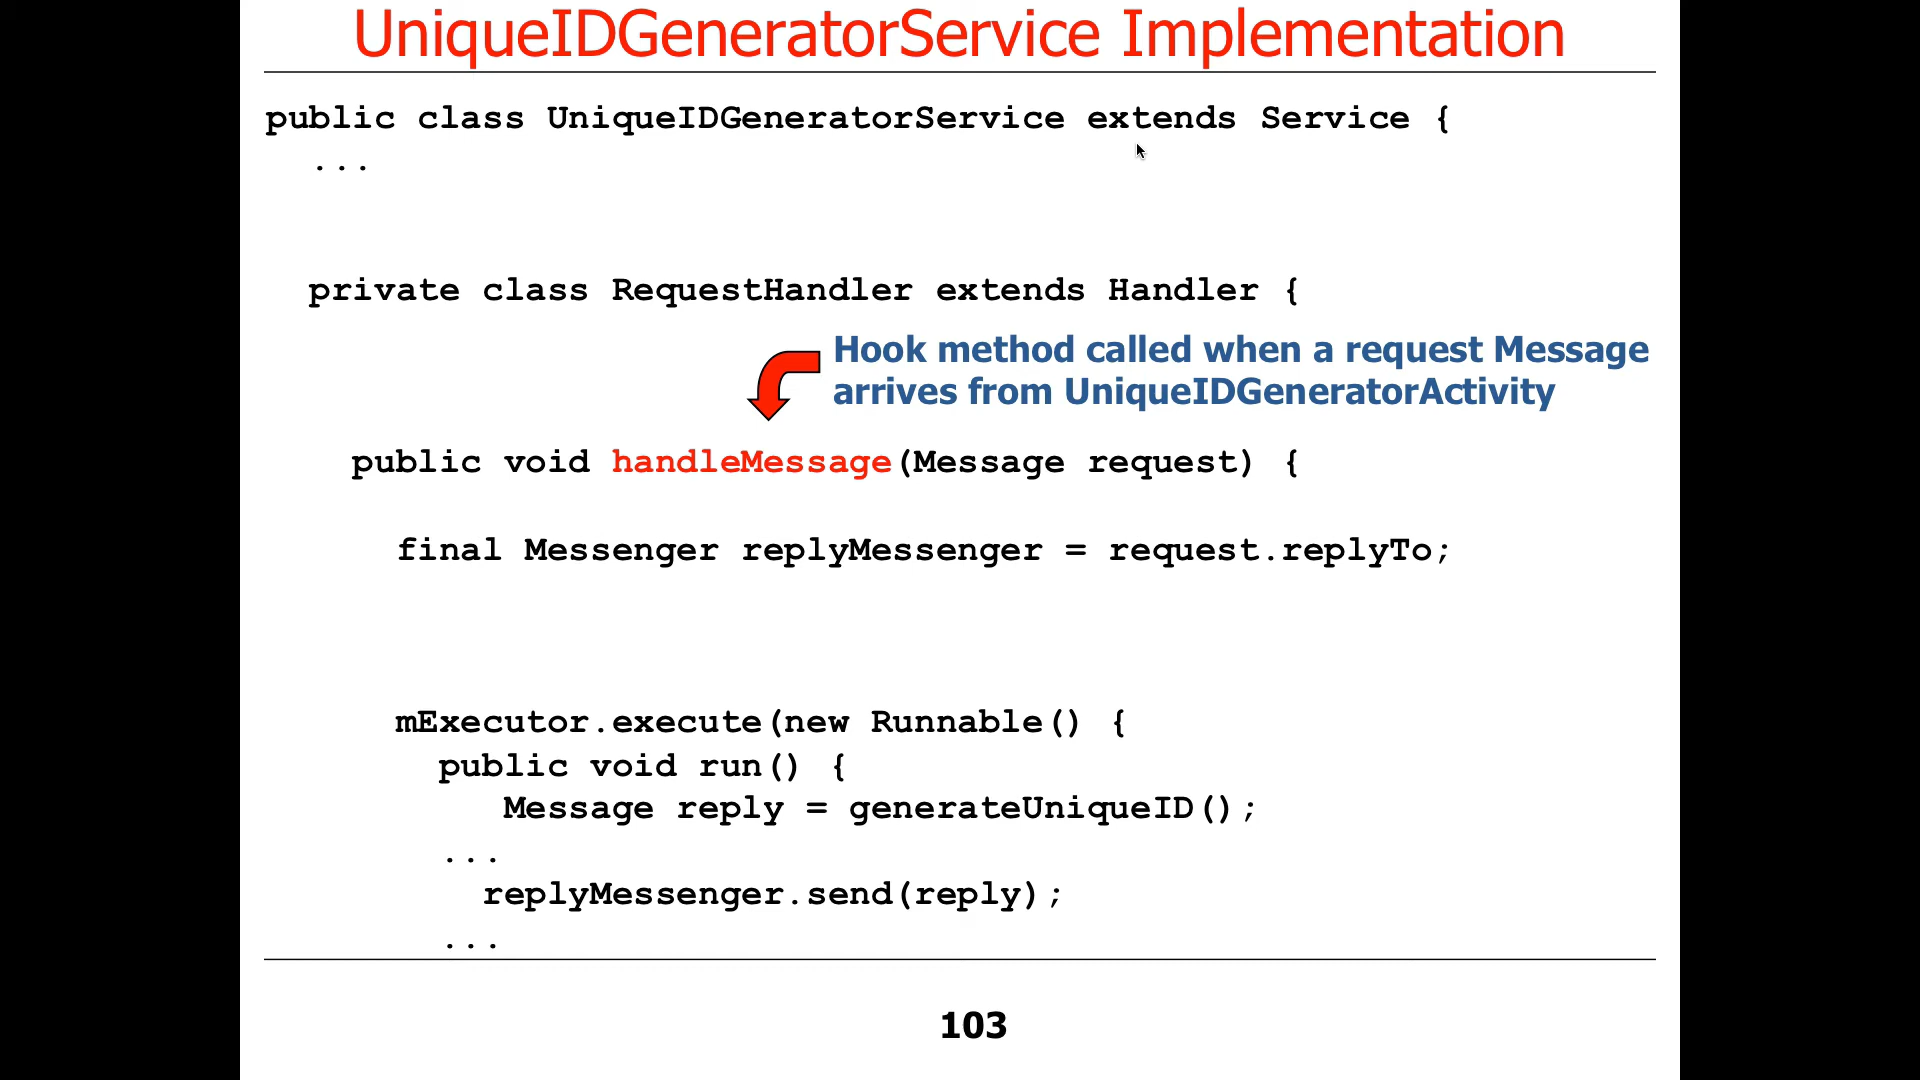 UniqueIDGeneratorService Implementation
public class UniqueIDGeneratorService extends Service {
...
private class RequestHandler extends Handler {
Hook method called when a request Message
arrives from UniqueIDGeneratorActivity
public void handleMessage(Message request) {
final Messenger replyMessenger = request.replyTo;
mExecutor.execute(new Runnable() {
public void run() {
Message reply = generateUniqueID();
...
replyMessenger.send(reply);
...
103